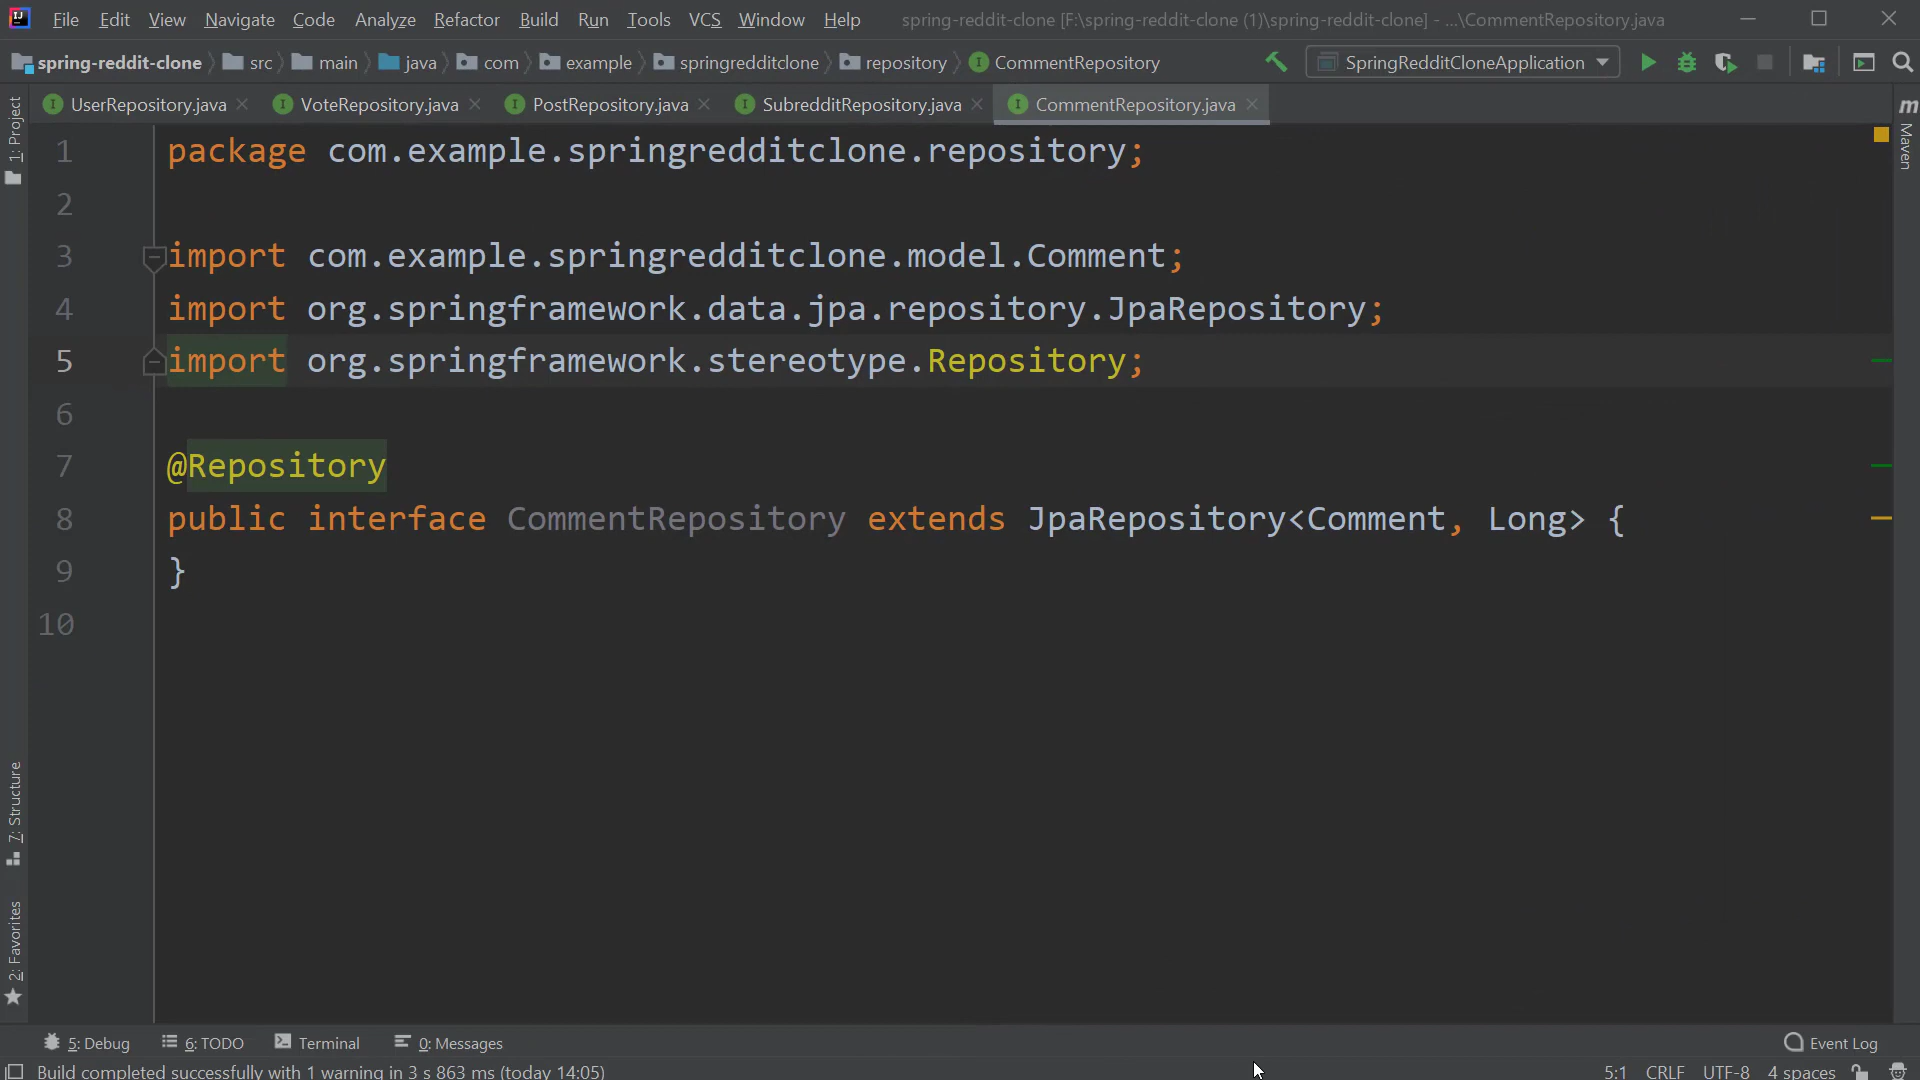 File Edit View Navigate Code Analyze Refactor Build Run Tools VCS Window Help spring-reddit-clone [F:\spring-reddit-clone (1)\spring-reddit-clone] - ...\CommentRepository.java
spring-reddit-clone src main java com example springredditclone repository CommentRepository SpringRedditCloneApplication
UserRepository.java VoteRepository.java PostRepository.java SubredditRepository.java CommentRepository.java
1: Project
m Maven
1 package com.example.springredditclone.repository;
2
3 import com.example.springredditclone.model.Comment;
4 import org.springframework.data.jpa.repository.JpaRepository;
5 import org.springframework.stereotype.Repository;
6
7 @Repository
8 public interface CommentRepository extends JpaRepository<Comment, Long> {
9 }
10
7: Structure
2: Favorites
5: Debug 6: TODO Terminal 0: Messages Event Log
Build completed successfully with 1 warning in 3 s 863 ms (today 14:05) 5:1 CRLF UTF-8 4 spaces